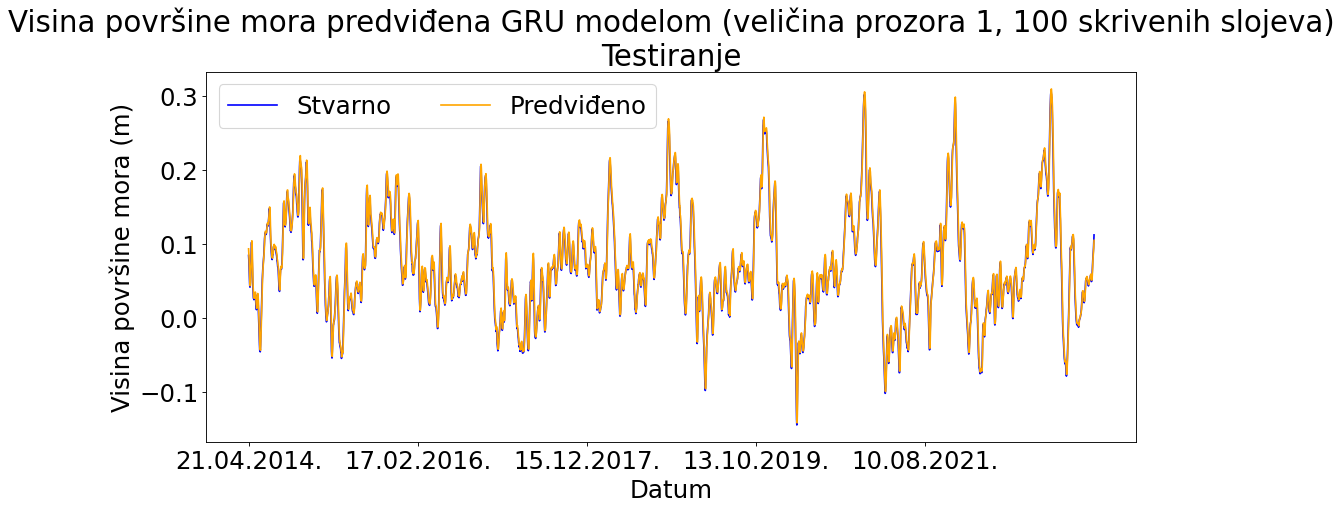 Visina površine mora predviđena GRU modelom (veličina prozora 1, 100 skrivenih slojeva)
Testiranje
Stvarno
Predviđeno
Visina površine mora (m)
0.3
0.2
0.1
0.0
−0.1
21.04.2014.
17.02.2016.
15.12.2017.
13.10.2019.
10.08.2021.
Datum